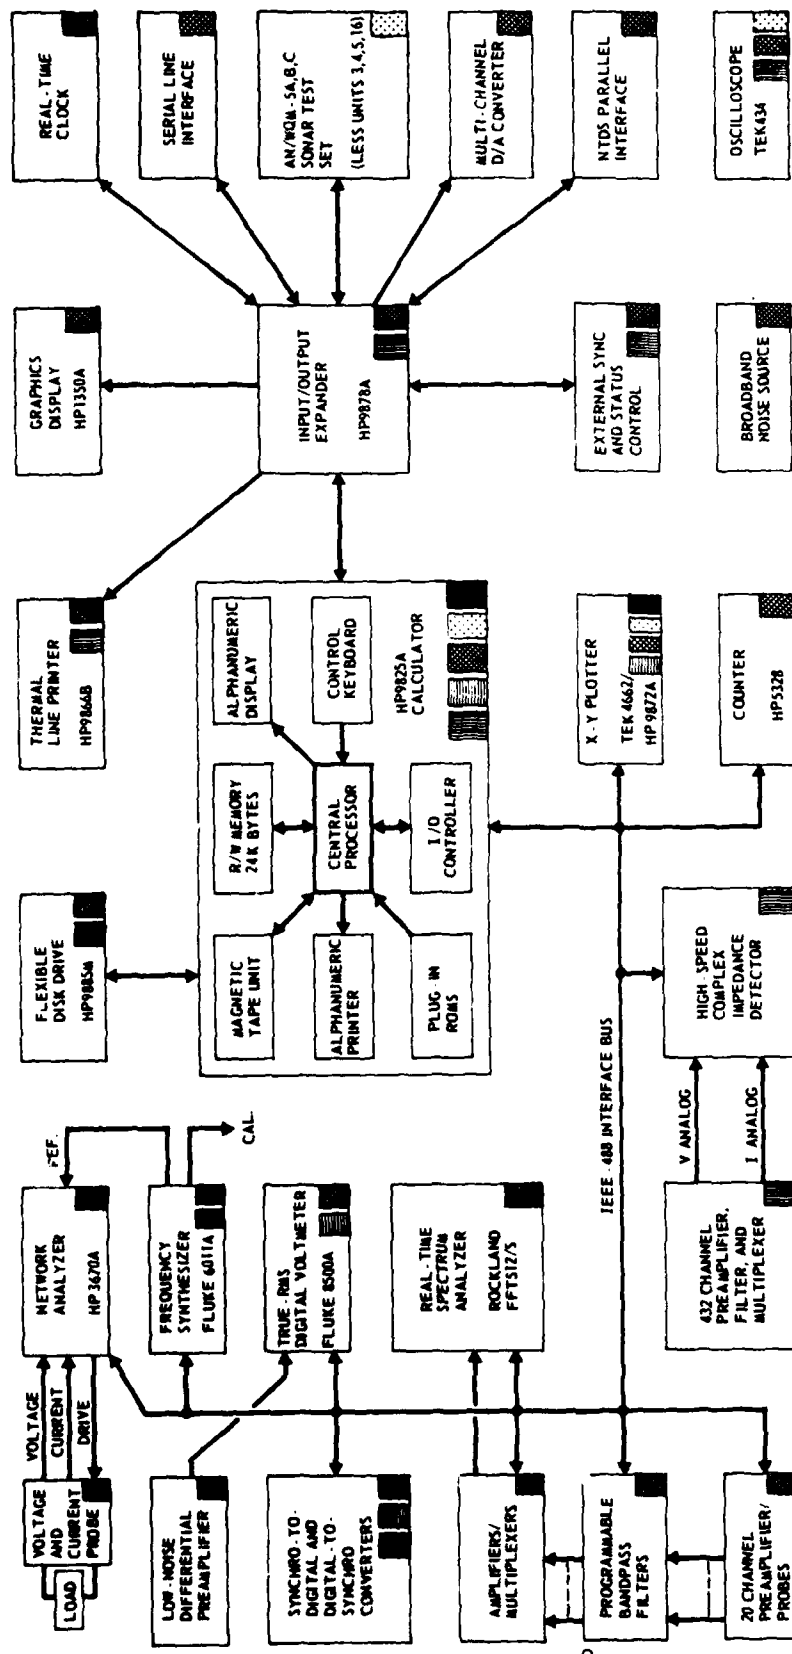 REAL-TIME
CLOCK
SERIAL LINE
INTERFACE
AN/WQM-5A,B,C
SONAR TEST
SET
(LESS UNITS 3,4,5,16)
MULTI-CHANNEL
D/A CONVERTER
NTDS PARALLEL
INTERFACE
OSCILLOSCOPE
TEK434
GRAPHICS
DISPLAY
HP1350A
INPUT/OUTPUT
EXPANDER
HP9878A
EXTERNAL SYNC
AND STATUS
CONTROL
BROADBAND
NOISE SOURCE
THERMAL
LINE PRINTER
HP9866B
ALPHANUMERIC
DISPLAY
CONTROL
KEYBOARD
HP9825A
CALCULATOR
R/W MEMORY
24K BYTES
CENTRAL
PROCESSOR
I/O
CONTROLLER
MAGNETIC
TAPE UNIT
ALPHANUMERIC
PRINTER
PLUG-IN
ROMS
X-Y PLOTTER
TEK 4662/
HP 9872A
COUNTER
HP5328
FLEXIBLE
DISK DRIVE
HP9885M
HIGH-SPEED
COMPLEX
IMPEDANCE
DETECTOR
IEEE-488 INTERFACE BUS
V ANALOG
I ANALOG
REF.
CAL.
NETWORK
ANALYZER
HP 3570A
FREQUENCY
SYNTHESIZER
FLUKE 6011A
TRUE-RMS
DIGITAL VOLTMETER
FLUKE 8500A
REAL-TIME
SPECTRUM
ANALYZER
ROCKLAND
FFT512/S
432 CHANNEL
PREAMPLIFIER,
FILTER, AND
MULTIPLEXER
VOLTAGE
CURRENT
DRIVE
LOAD
VOLTAGE
AND
CURRENT
PROBE
LOW-NOISE
DIFFERENTIAL
PREAMPLIFIER
SYNCHRO-TO-
DIGITAL AND
DIGITAL-TO-
SYNCHRO
CONVERTERS
AMPLIFIERS/
MULTIPLEXERS
PROGRAMMABLE
BANDPASS
FILTERS
20 CHANNEL
PREAMPLIFIER/
PROBES